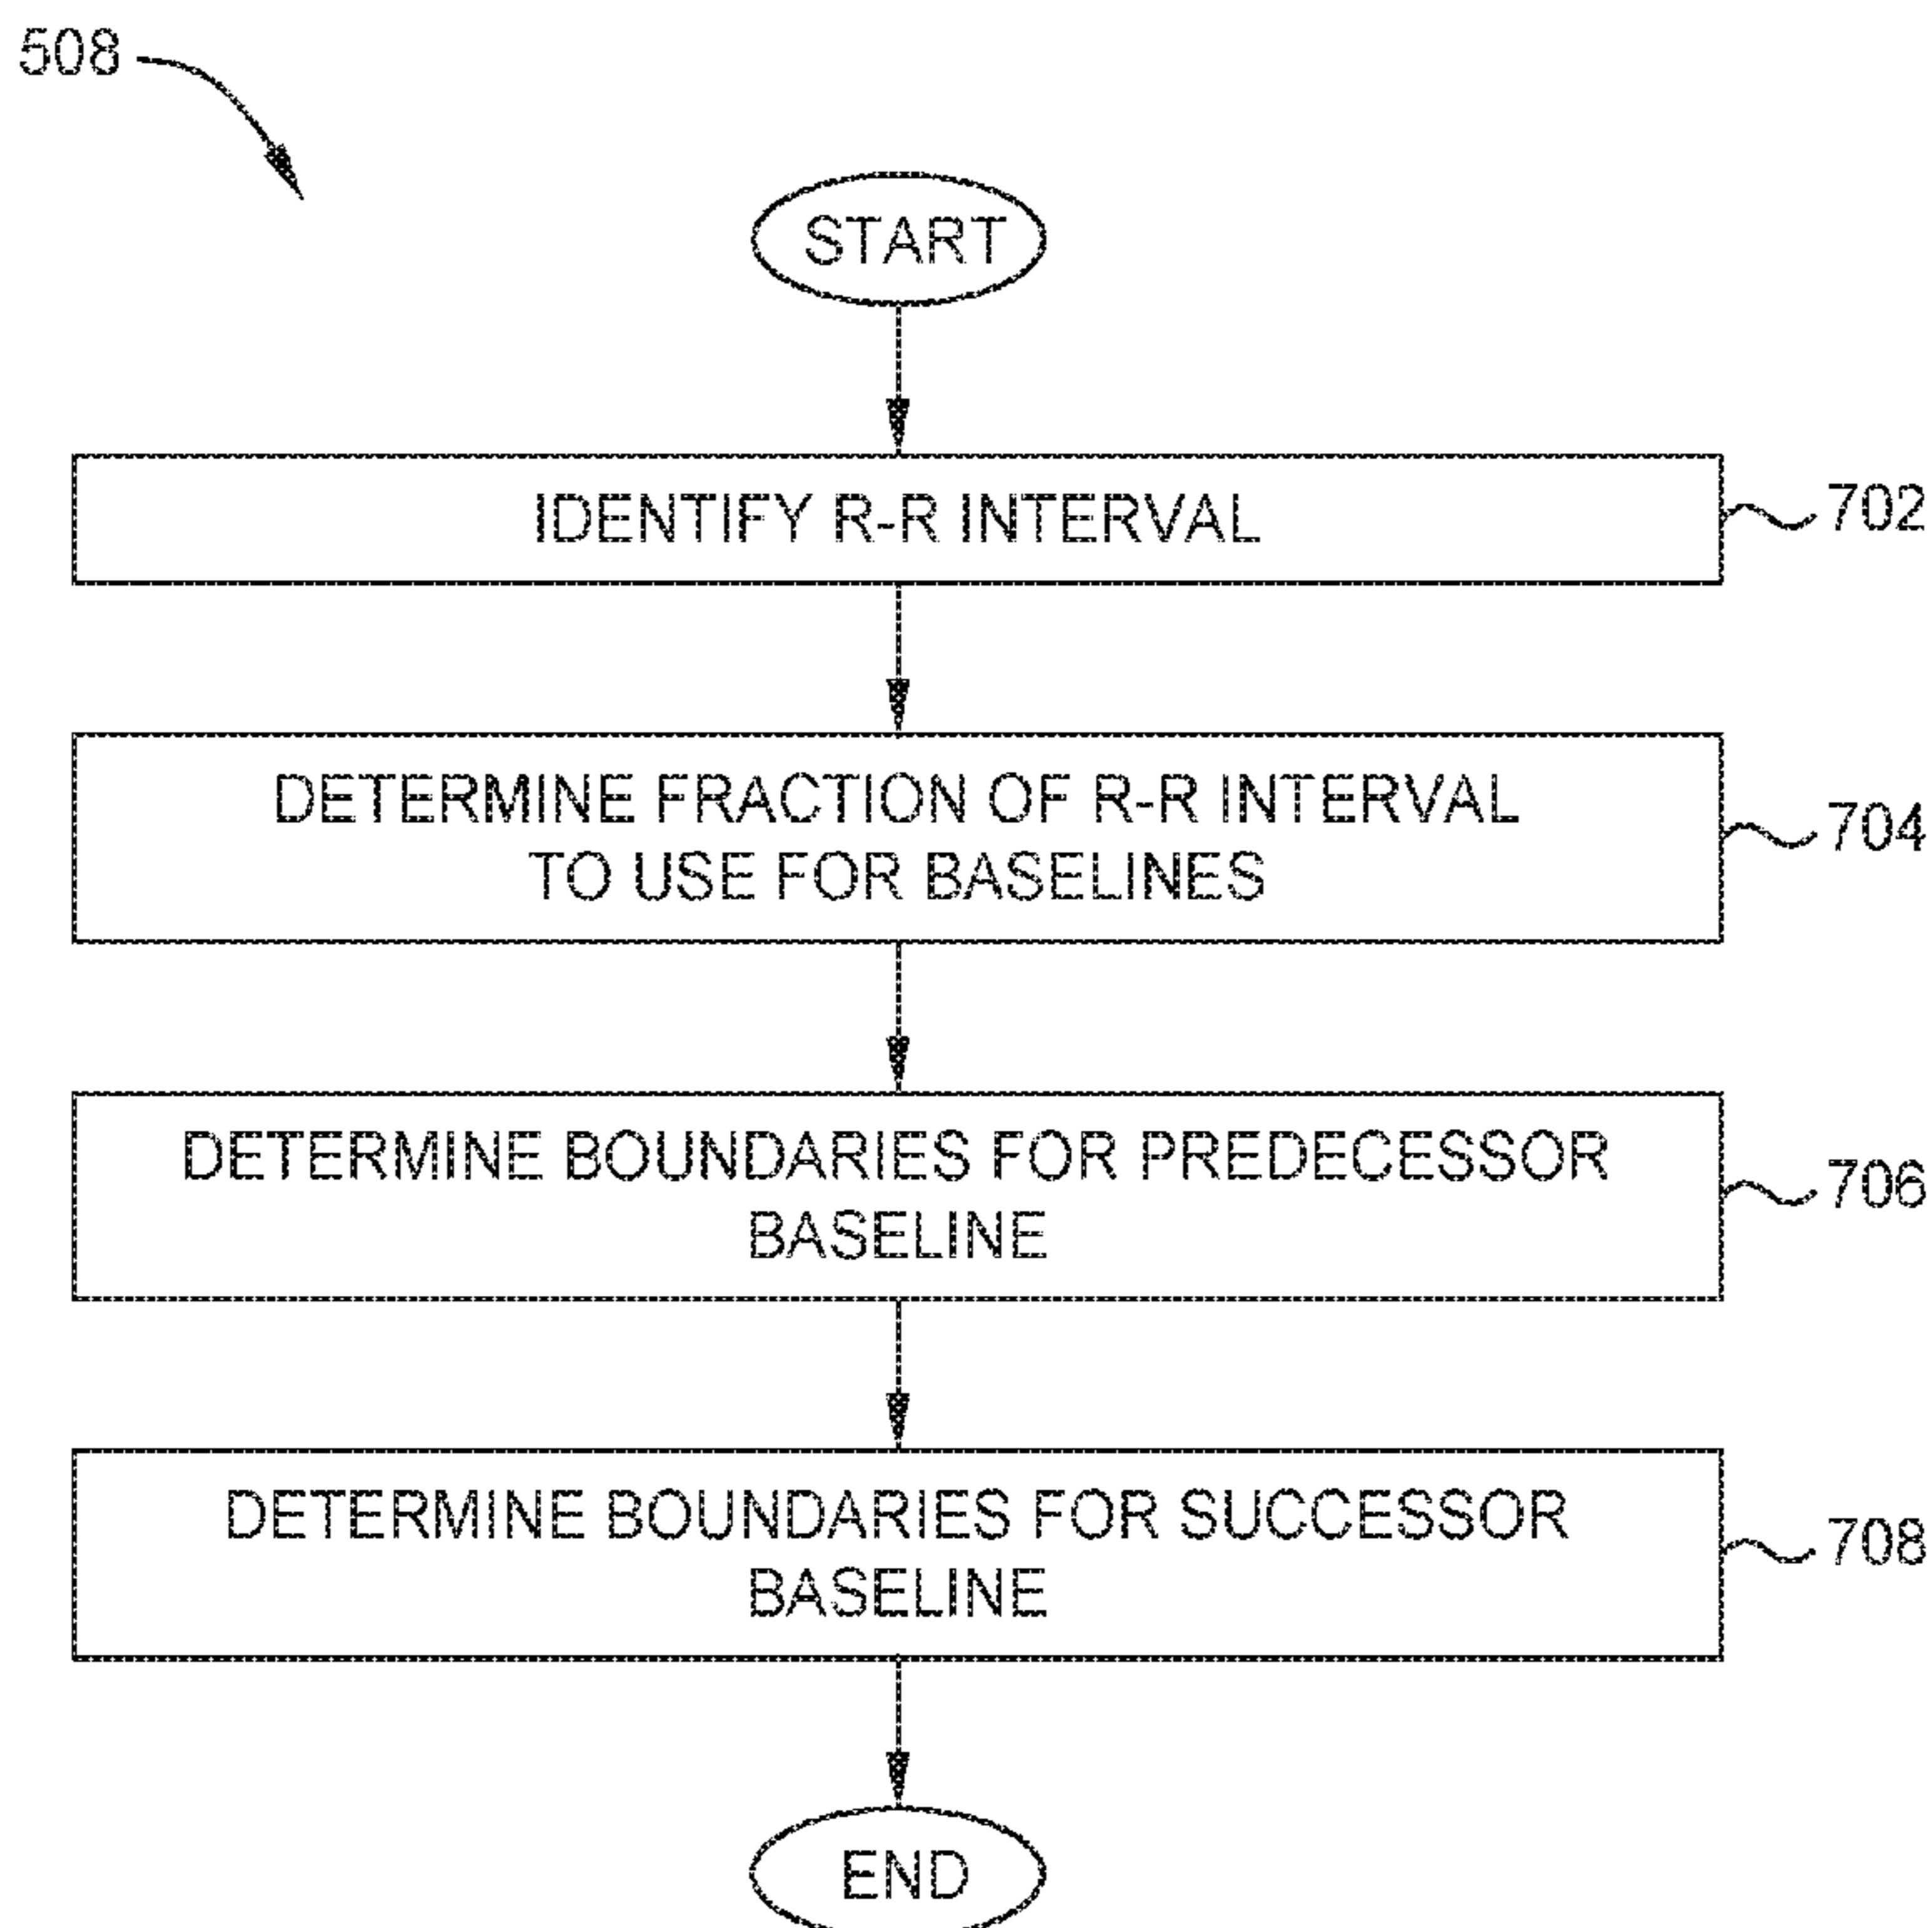 508
START
IDENTIFY R-R INTERVAL
702
DETERMINE FRACTION OF R-R INTERVAL
TO USE FOR BASELINES
704
DETERMINE BOUNDARIES FOR PREDECESSOR
BASELINE
706
DETERMINE BOUNDARIES FOR SUCCESSOR
BASELINE
708
END